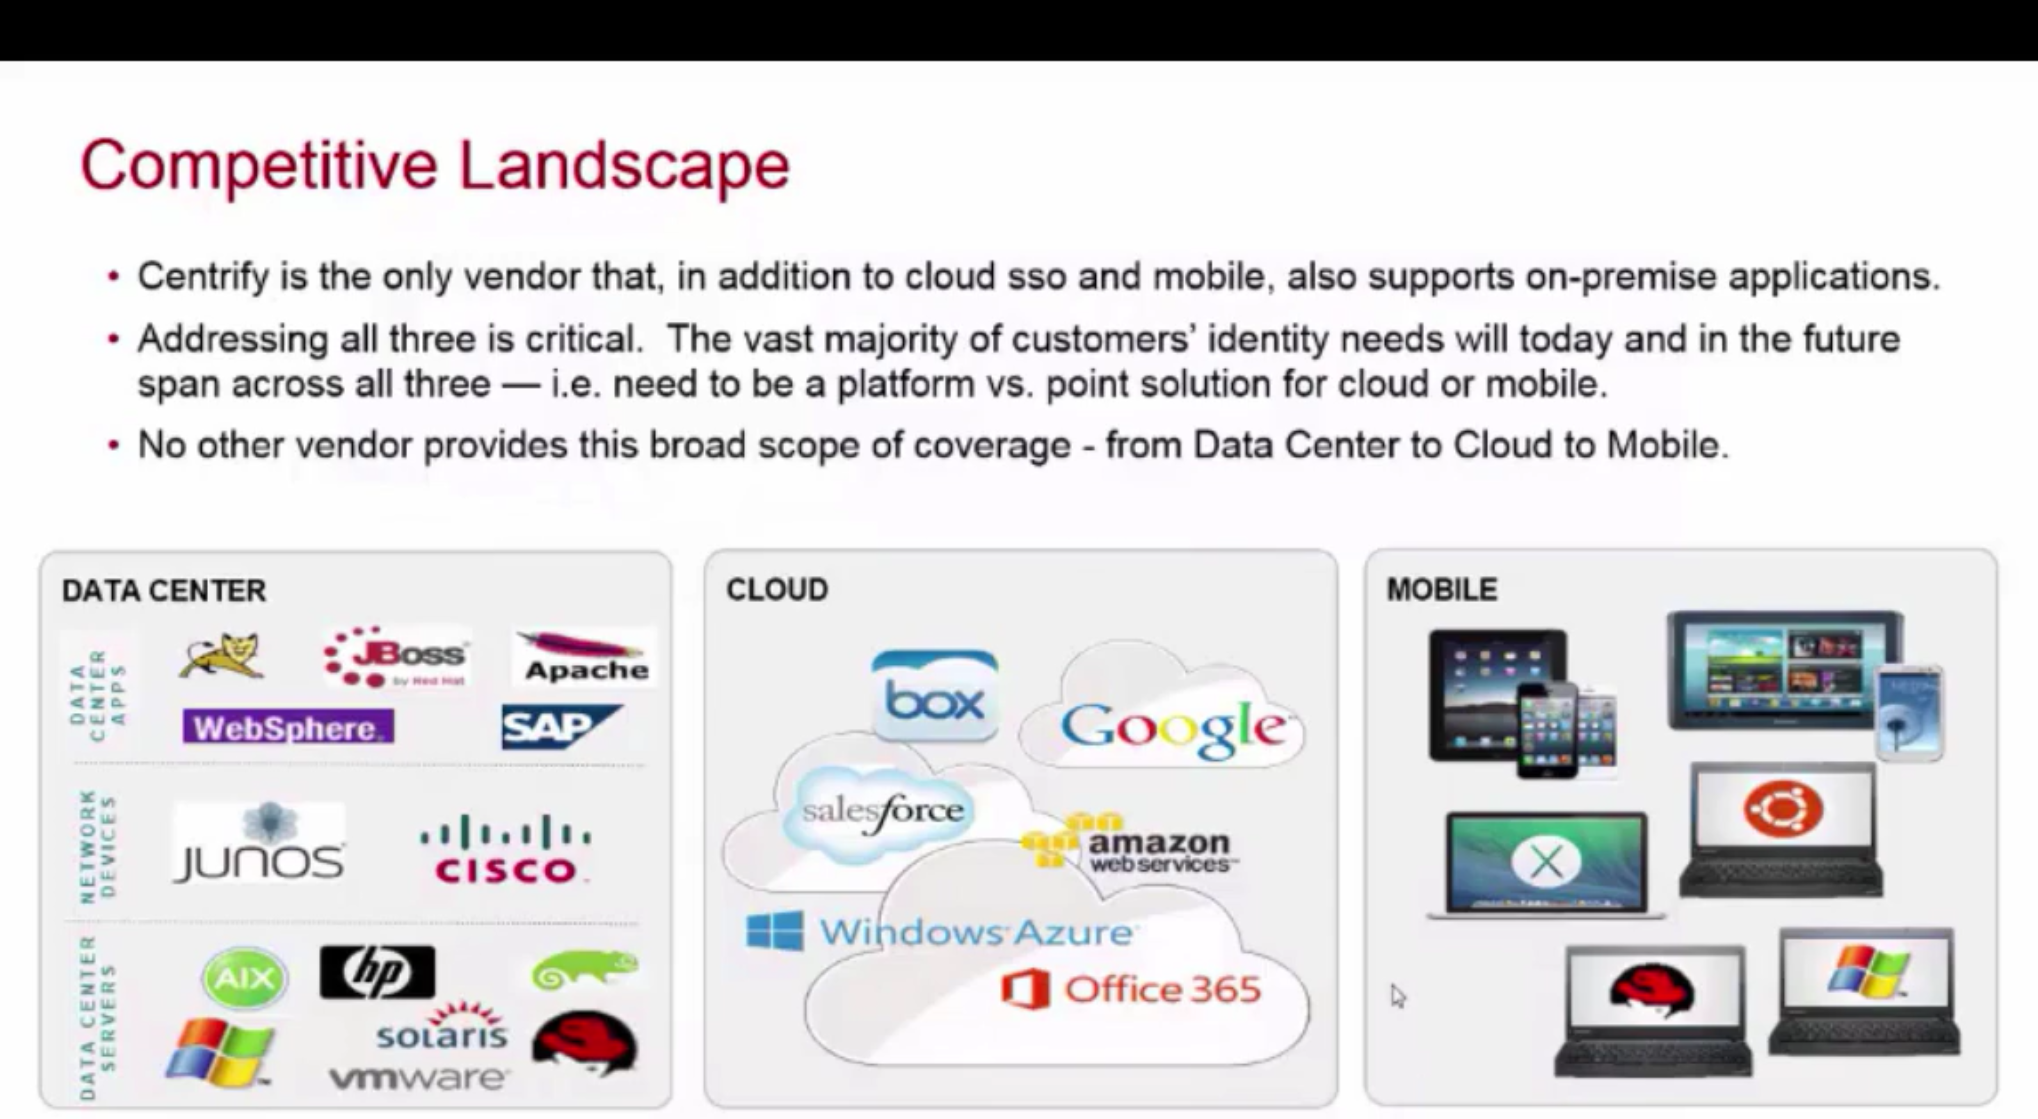 Competitive Landscape
• Centrify is the only vendor that, in addition to cloud sso and mobile, also supports on-premise applications.
• Addressing all three is critical.  The vast majority of customers’ identity needs will today and in the future
span across all three — i.e. need to be a platform vs. point solution for cloud or mobile.
• No other vendor provides this broad scope of coverage - from Data Center to Cloud to Mobile.
DATA CENTER
DATA
CENTER
APPS
JBoss
by Red Hat
Apache
WebSphere.
SAP
NETWORK
DEVICES
JUNOS
CISCO
DATA CENTER
SERVERS
AIX
hp
solaris
vmware
CLOUD
box
Google
salesforce
amazon
webservices™
Windows Azure
Office 365
MOBILE
X